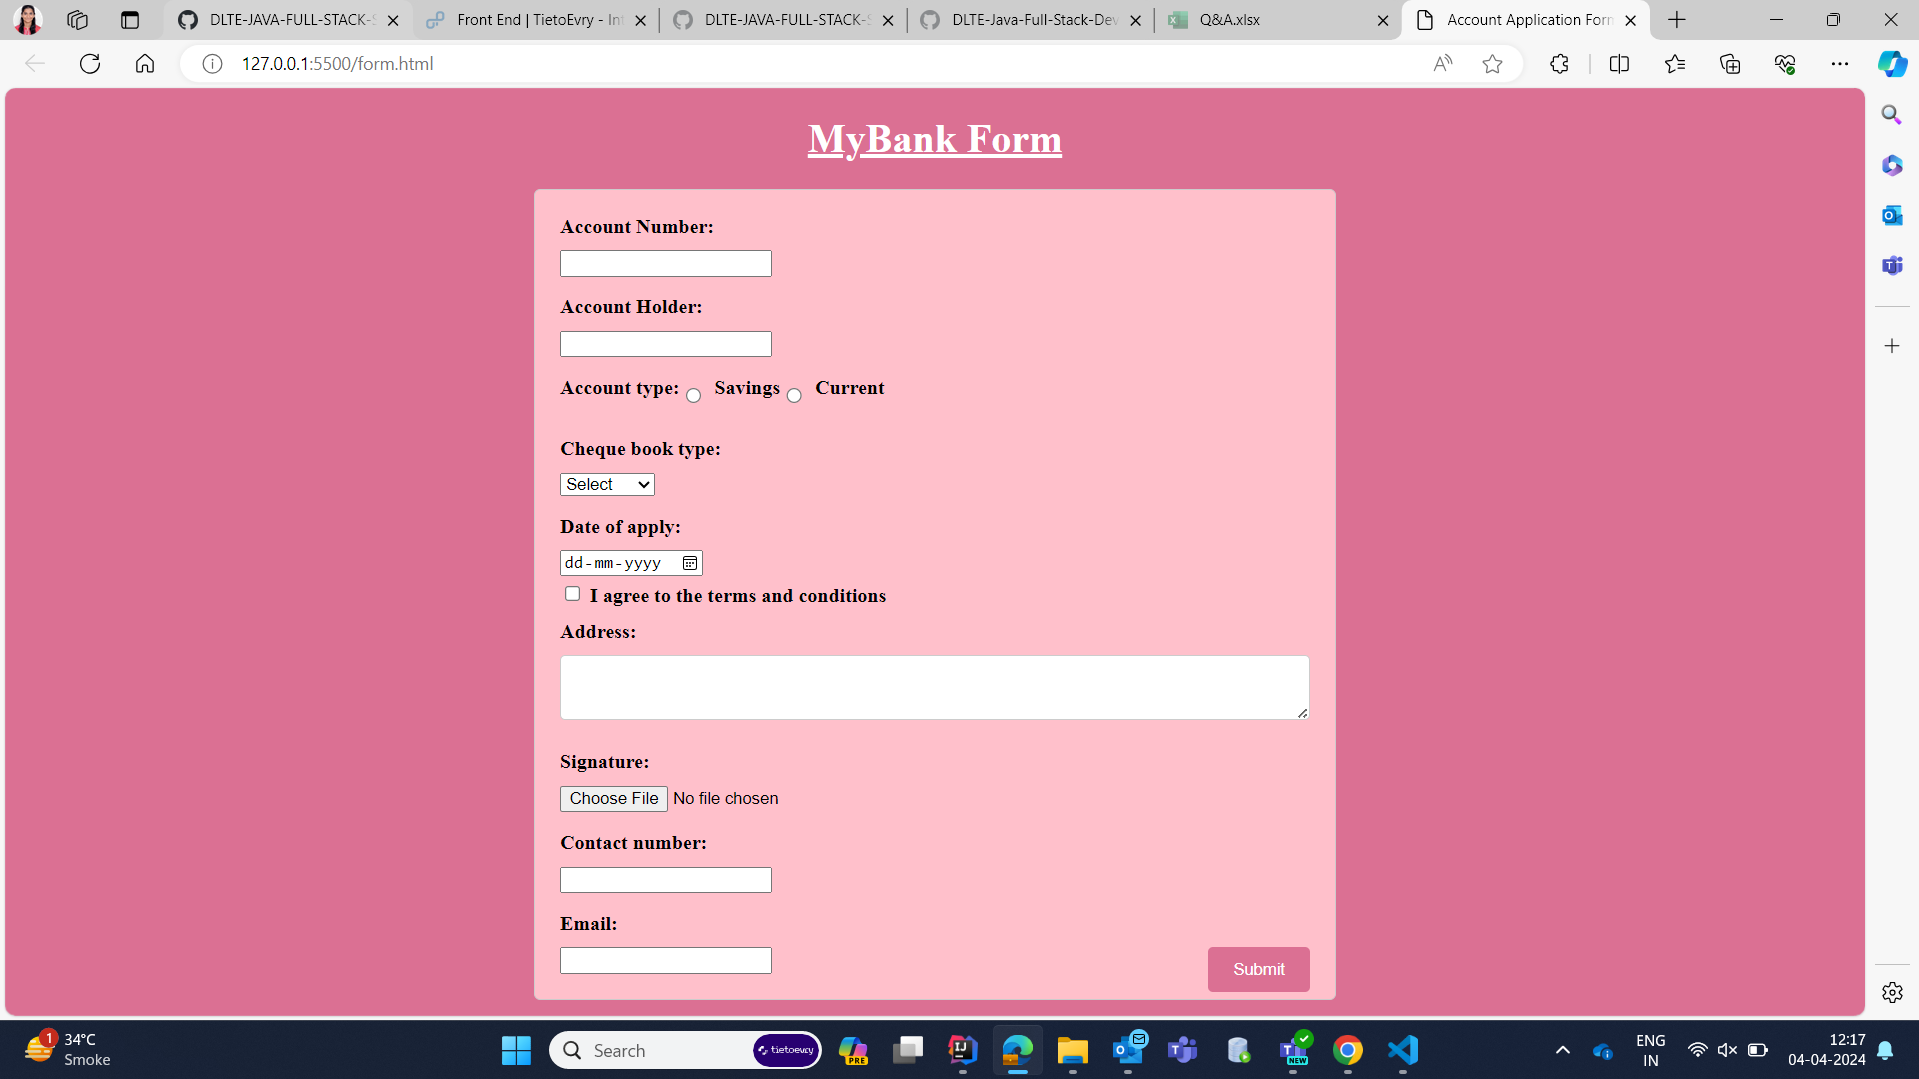 DLTE-JAVA-FULL-STACK-S
Front End | TietoEvry - Int
DLTE-JAVA-FULL-STACK-S
DLTE-Java-Full-Stack-Dev
Q&A.xlsx
Account Application Form
127.0.0.1:5500/form.html
MyBank Form
Account Number:
Account Holder:
Account type: Savings Current
Cheque book type:
Select
Date of apply:
dd-mm-yyyy
I agree to the terms and conditions
Address:
Signature:
Choose File No file chosen
Contact number:
Email:
Submit
1
34°C
Smoke
Search
tietoevry
PRE
NEW
ENG
IN
12:17
04-04-2024